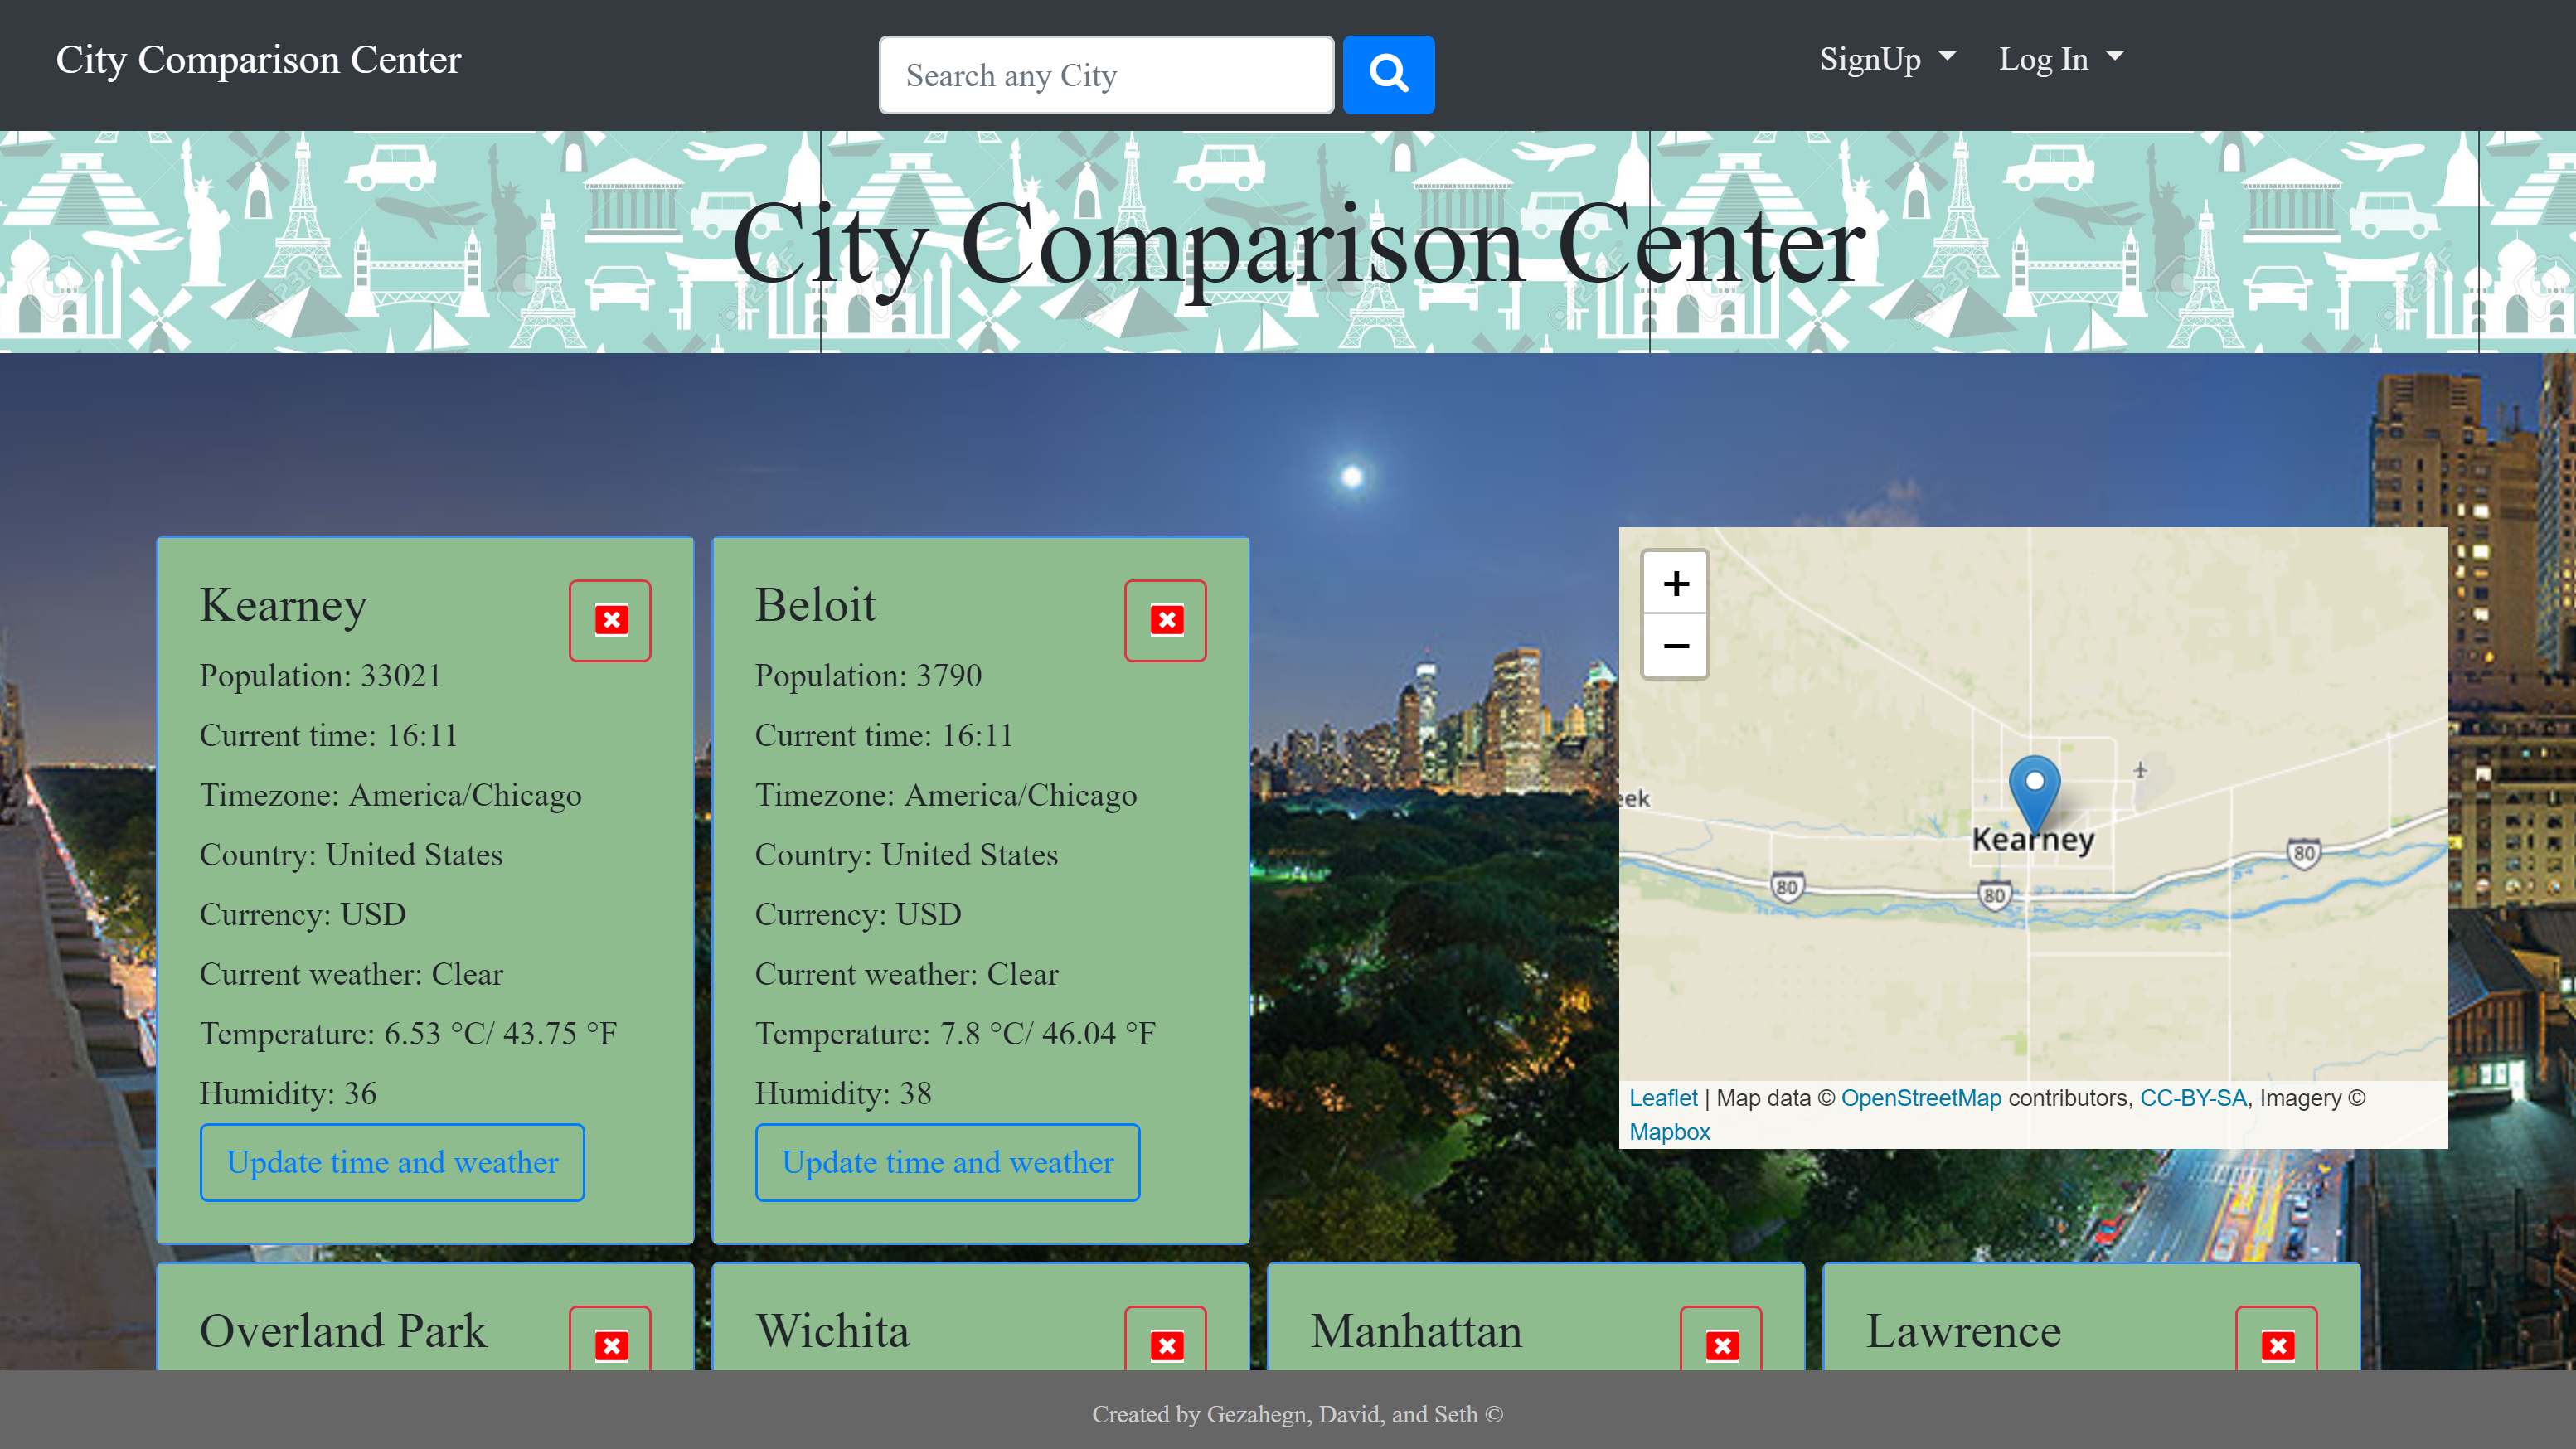 City Comparison Center
Search any City
SignUp
Log In
City Comparison Center
Kearney
Population: 33021
Current time: 16:11
Timezone: America/Chicago
Country: United States
Currency: USD
Current weather: Clear
Temperature: 6.53 °C/ 43.75 °F
Humidity: 36
Update time and weather
Beloit
Population: 3790
Current time: 16:11
Timezone: America/Chicago
Country: United States
Currency: USD
Current weather: Clear
Temperature: 7.8 °C/ 46.04 °F
Humidity: 38
Update time and weather
+
−
eek
Kearney
80
80
80
Leaflet | Map data © OpenStreetMap contributors, CC-BY-SA, Imagery ©
Mapbox
Overland Park
Wichita
Manhattan
Lawrence
Created by Gezahegn, David, and Seth ©